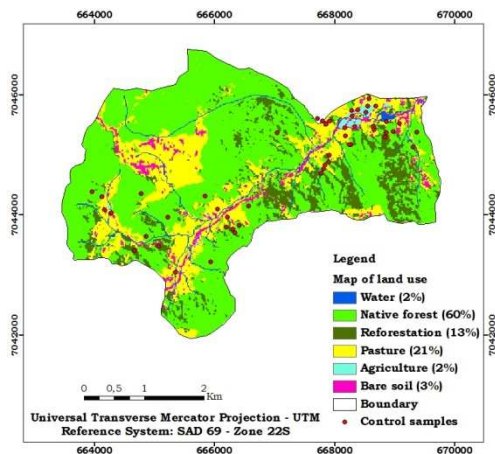 664000 666000 668000 670000
7046000 7046000
7044000 7044000
7042000 7042000
Legend
Map of land use
Water (2%)
Native forest (60%)
Reforestation (13%)
Pasture (21%)
Agriculture (2%)
Bare soil (3%)
Boundary
Control samples
0 0,5 1 2
Km
Universal Transverse Mercator Projection - UTM
Reference System: SAD 69 - Zone 22S
664000 666000 668000 670000